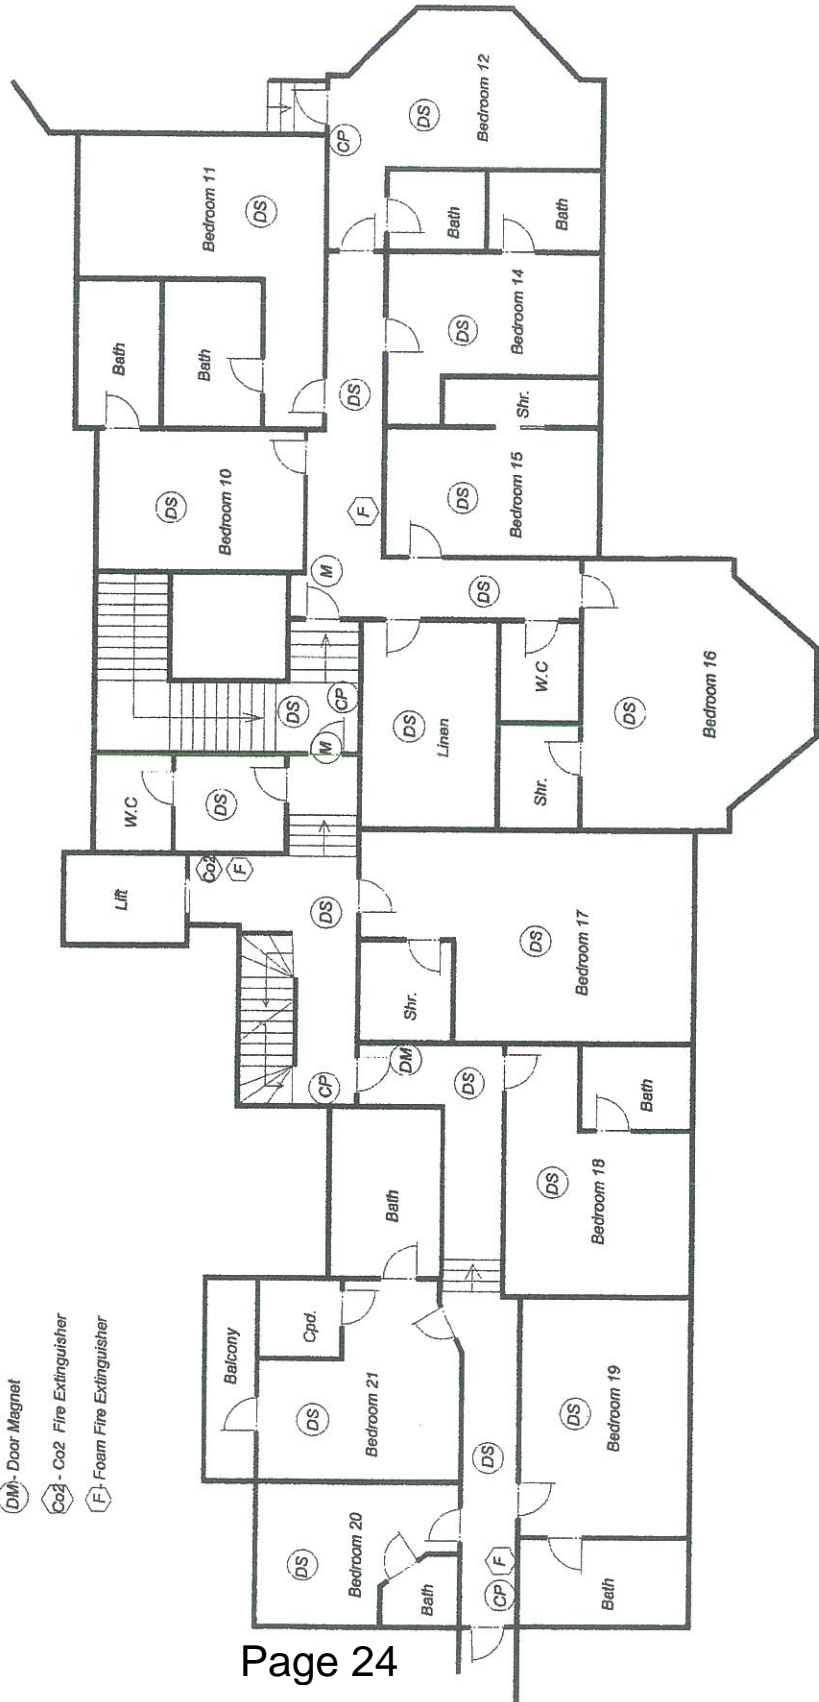 DM - Door Magnet
Co2 - Co2 Fire Extinguisher
F - Foam Fire Extinguisher
Bedroom 20
DS
Bath
Balcony
Cpd.
DS
Bedroom 21
Bath
CP
F
DS
Bath
DS
Bedroom 19
DS
Bedroom 18
Bath
DS
DM
CP
Shr.
DS
Bedroom 17
DS
Lift
Co2
F
W.C
DS
M
DS
CP
M
DS
Linen
Shr.
W.C
DS
DS
Bedroom 16
DS
Bedroom 10
F
DS
Bedroom 15
Shr.
Bath
Bath
DS
DS
Bedroom 14
Bedroom 11
DS
Bath
Bath
CP
DS
Bedroom 12
Page 24